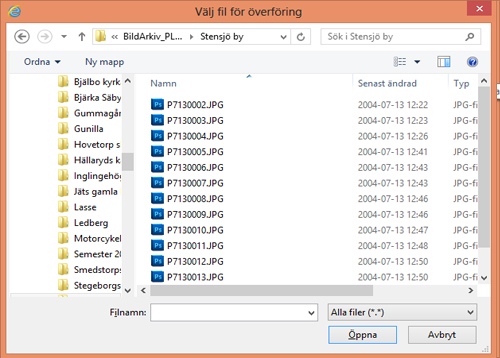 Välj fil för överföring
« BildArkiv_PL... ▸ Stensjö by
Sök i Stensjö by
Ordna ▾ Ny mapp
Namn Senast ändrad Typ
Bjälbo kyrk
Bjärka Säby
Gummagår
Gunilla
Hovetorp s
Hällaryds k
Inglingehög
Jäts gamla
Lasse
Ledberg
Motorcykel
Semester 20
Smedstorps
Stegeborgs
P7130002.JPG 2004-07-13 12:22 JPG-fi
P7130003.JPG 2004-07-13 12:23 JPG-fi
P7130004.JPG 2004-07-13 12:26 JPG-fi
P7130005.JPG 2004-07-13 12:41 JPG-fi
P7130006.JPG 2004-07-13 12:43 JPG-fi
P7130007.JPG 2004-07-13 12:43 JPG-fi
P7130008.JPG 2004-07-13 12:46 JPG-fi
P7130009.JPG 2004-07-13 12:46 JPG-fi
P7130010.JPG 2004-07-13 12:47 JPG-fi
P7130011.JPG 2004-07-13 12:48 JPG-fi
P7130012.JPG 2004-07-13 12:50 JPG-fi
P7130013.JPG 2004-07-13 12:50 JPG-fi
Filnamn:
Alla filer (*.*)
Öppna Avbryt